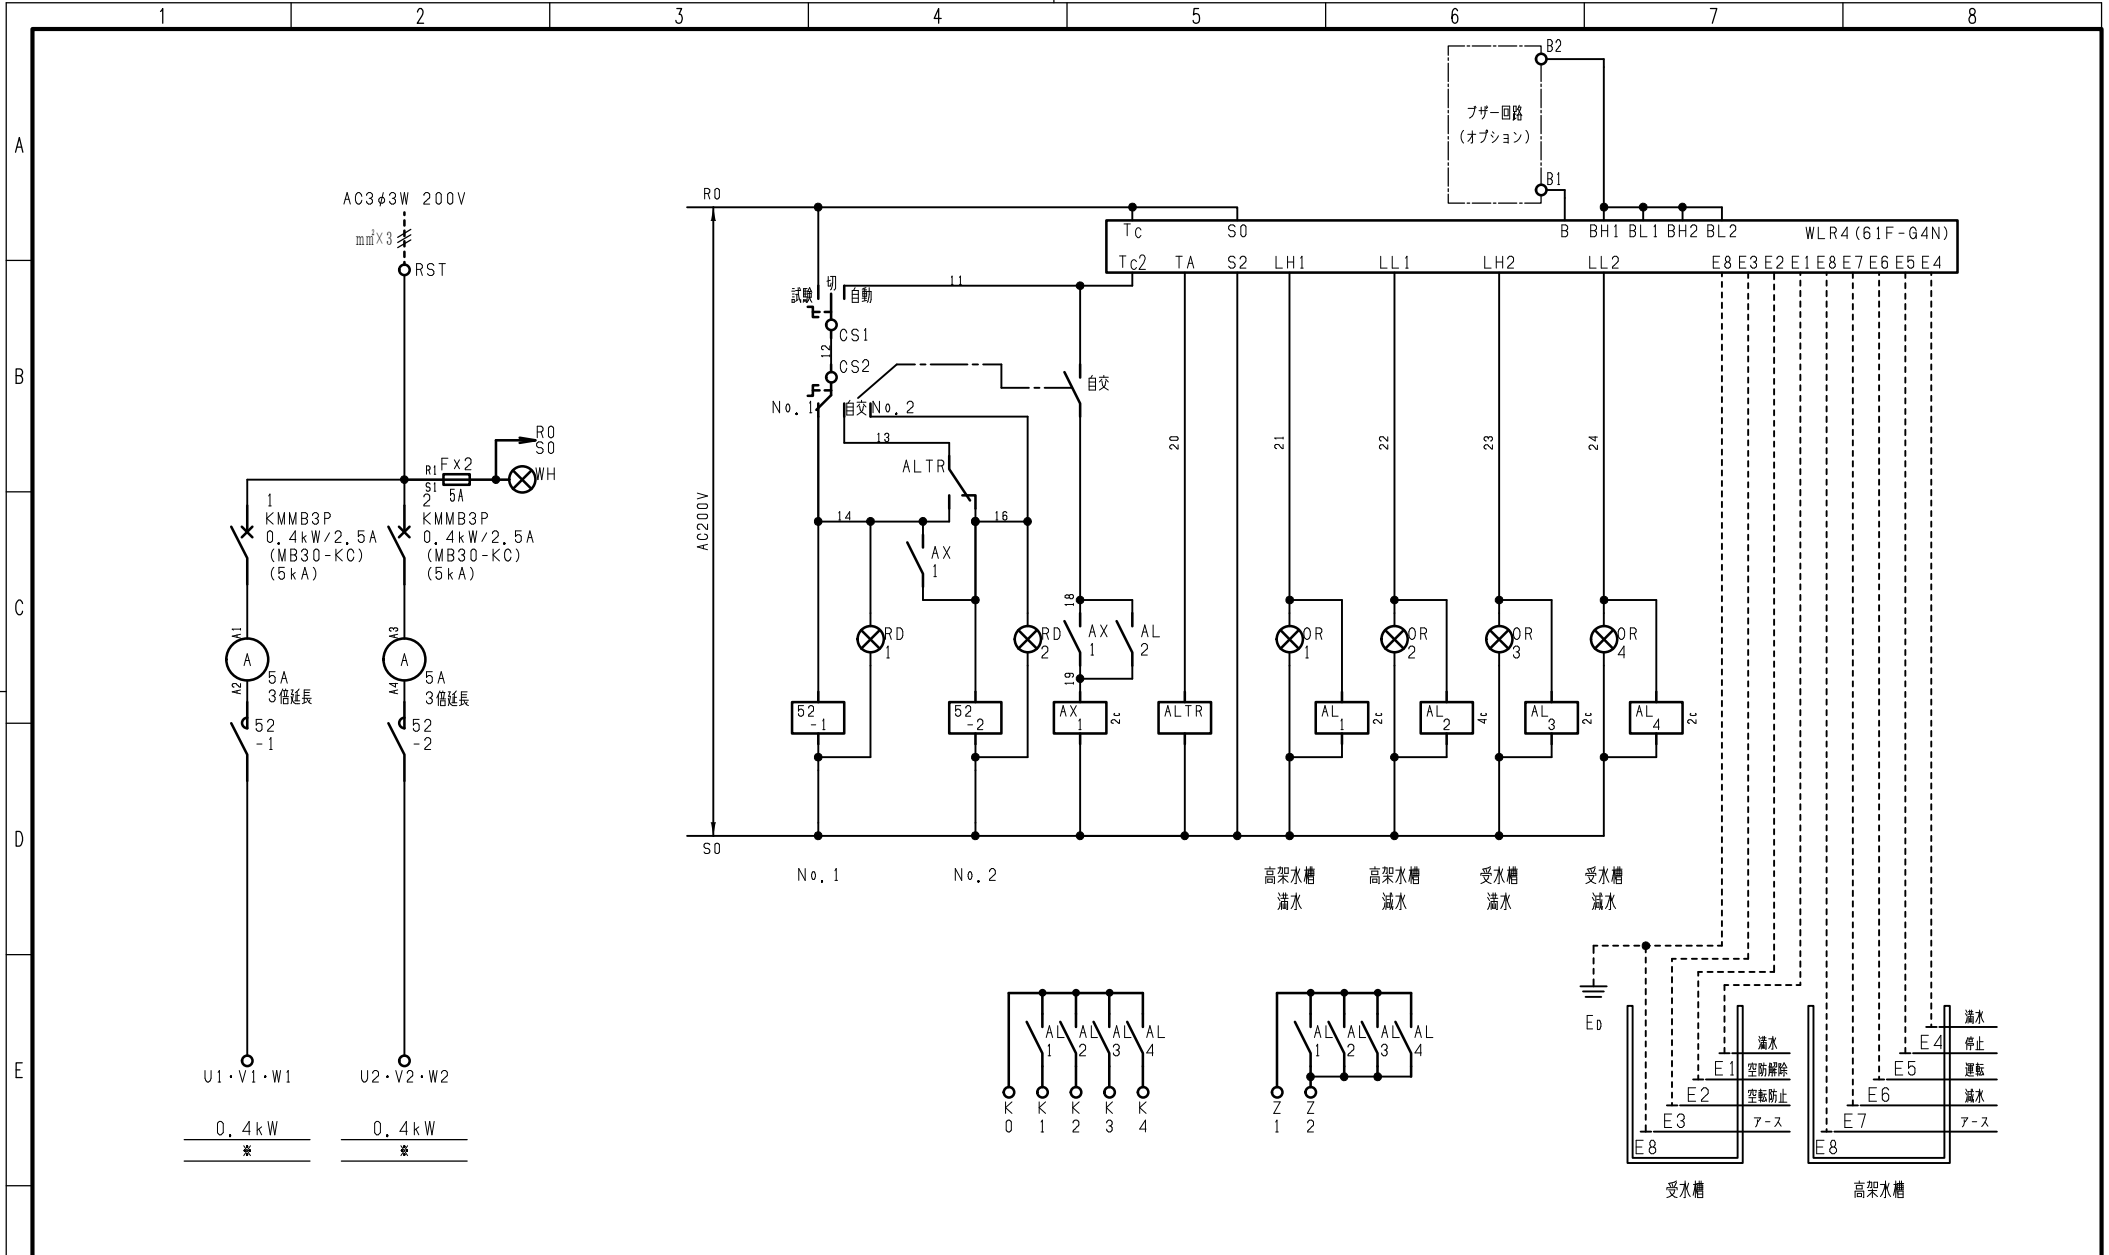 1 2 3 4 5 6 7 8
A
B
C
D
E
AC3φ3W 200V
mm²×3
RST
R0
S0
R1
S1
F×2
5A
WH
1
KMMB3P
0.4kW/2.5A
(MB30-KC)
(5kA)
2
KMMB3P
0.4kW/2.5A
(MB30-KC)
(5kA)
A1
A
A2
5A
3倍延長
A3
A
A4
5A
3倍延長
52
-1
52
-2
U1・V1・W1
U2・V2・W2
0.4kW
※
0.4kW
※
R0
AC200V
S0
試験
切
自動
CS1
12
CS2
No.1
自交
No.2
11
自交
13
ALTR
14
16
AX
1
RD
1
RD
2
18
AX
1
AL
2
19
52
-1
52
-2
AX
1
2c
ALTR
20
21
22
23
24
OR
1
OR
2
OR
3
OR
4
AL
1
2c
AL
2
4c
AL
3
2c
AL
4
2c
ブザー回路
(オプション)
B2
B1
Tc S0 B BH1 BL1 BH2 BL2 WLR4(61F-G4N)
Tc2 TA S2 LH1 LL1 LH2 LL2 E8 E3 E2 E1 E8 E7 E6 E5 E4
No.1
No.2
高架水槽
満水
高架水槽
減水
受水槽
満水
受水槽
減水
AL
1
AL
2
AL
3
AL
4
K
0
K
1
K
2
K
3
K
4
AL
1
AL
2
AL
3
AL
4
Z
1
Z
2
ED
満水
E1 空防解除
E2 空転防止
E3 アース
E8
受水槽
満水
E4 停止
E5 運転
E6 減水
E7 アース
E8
高架水槽